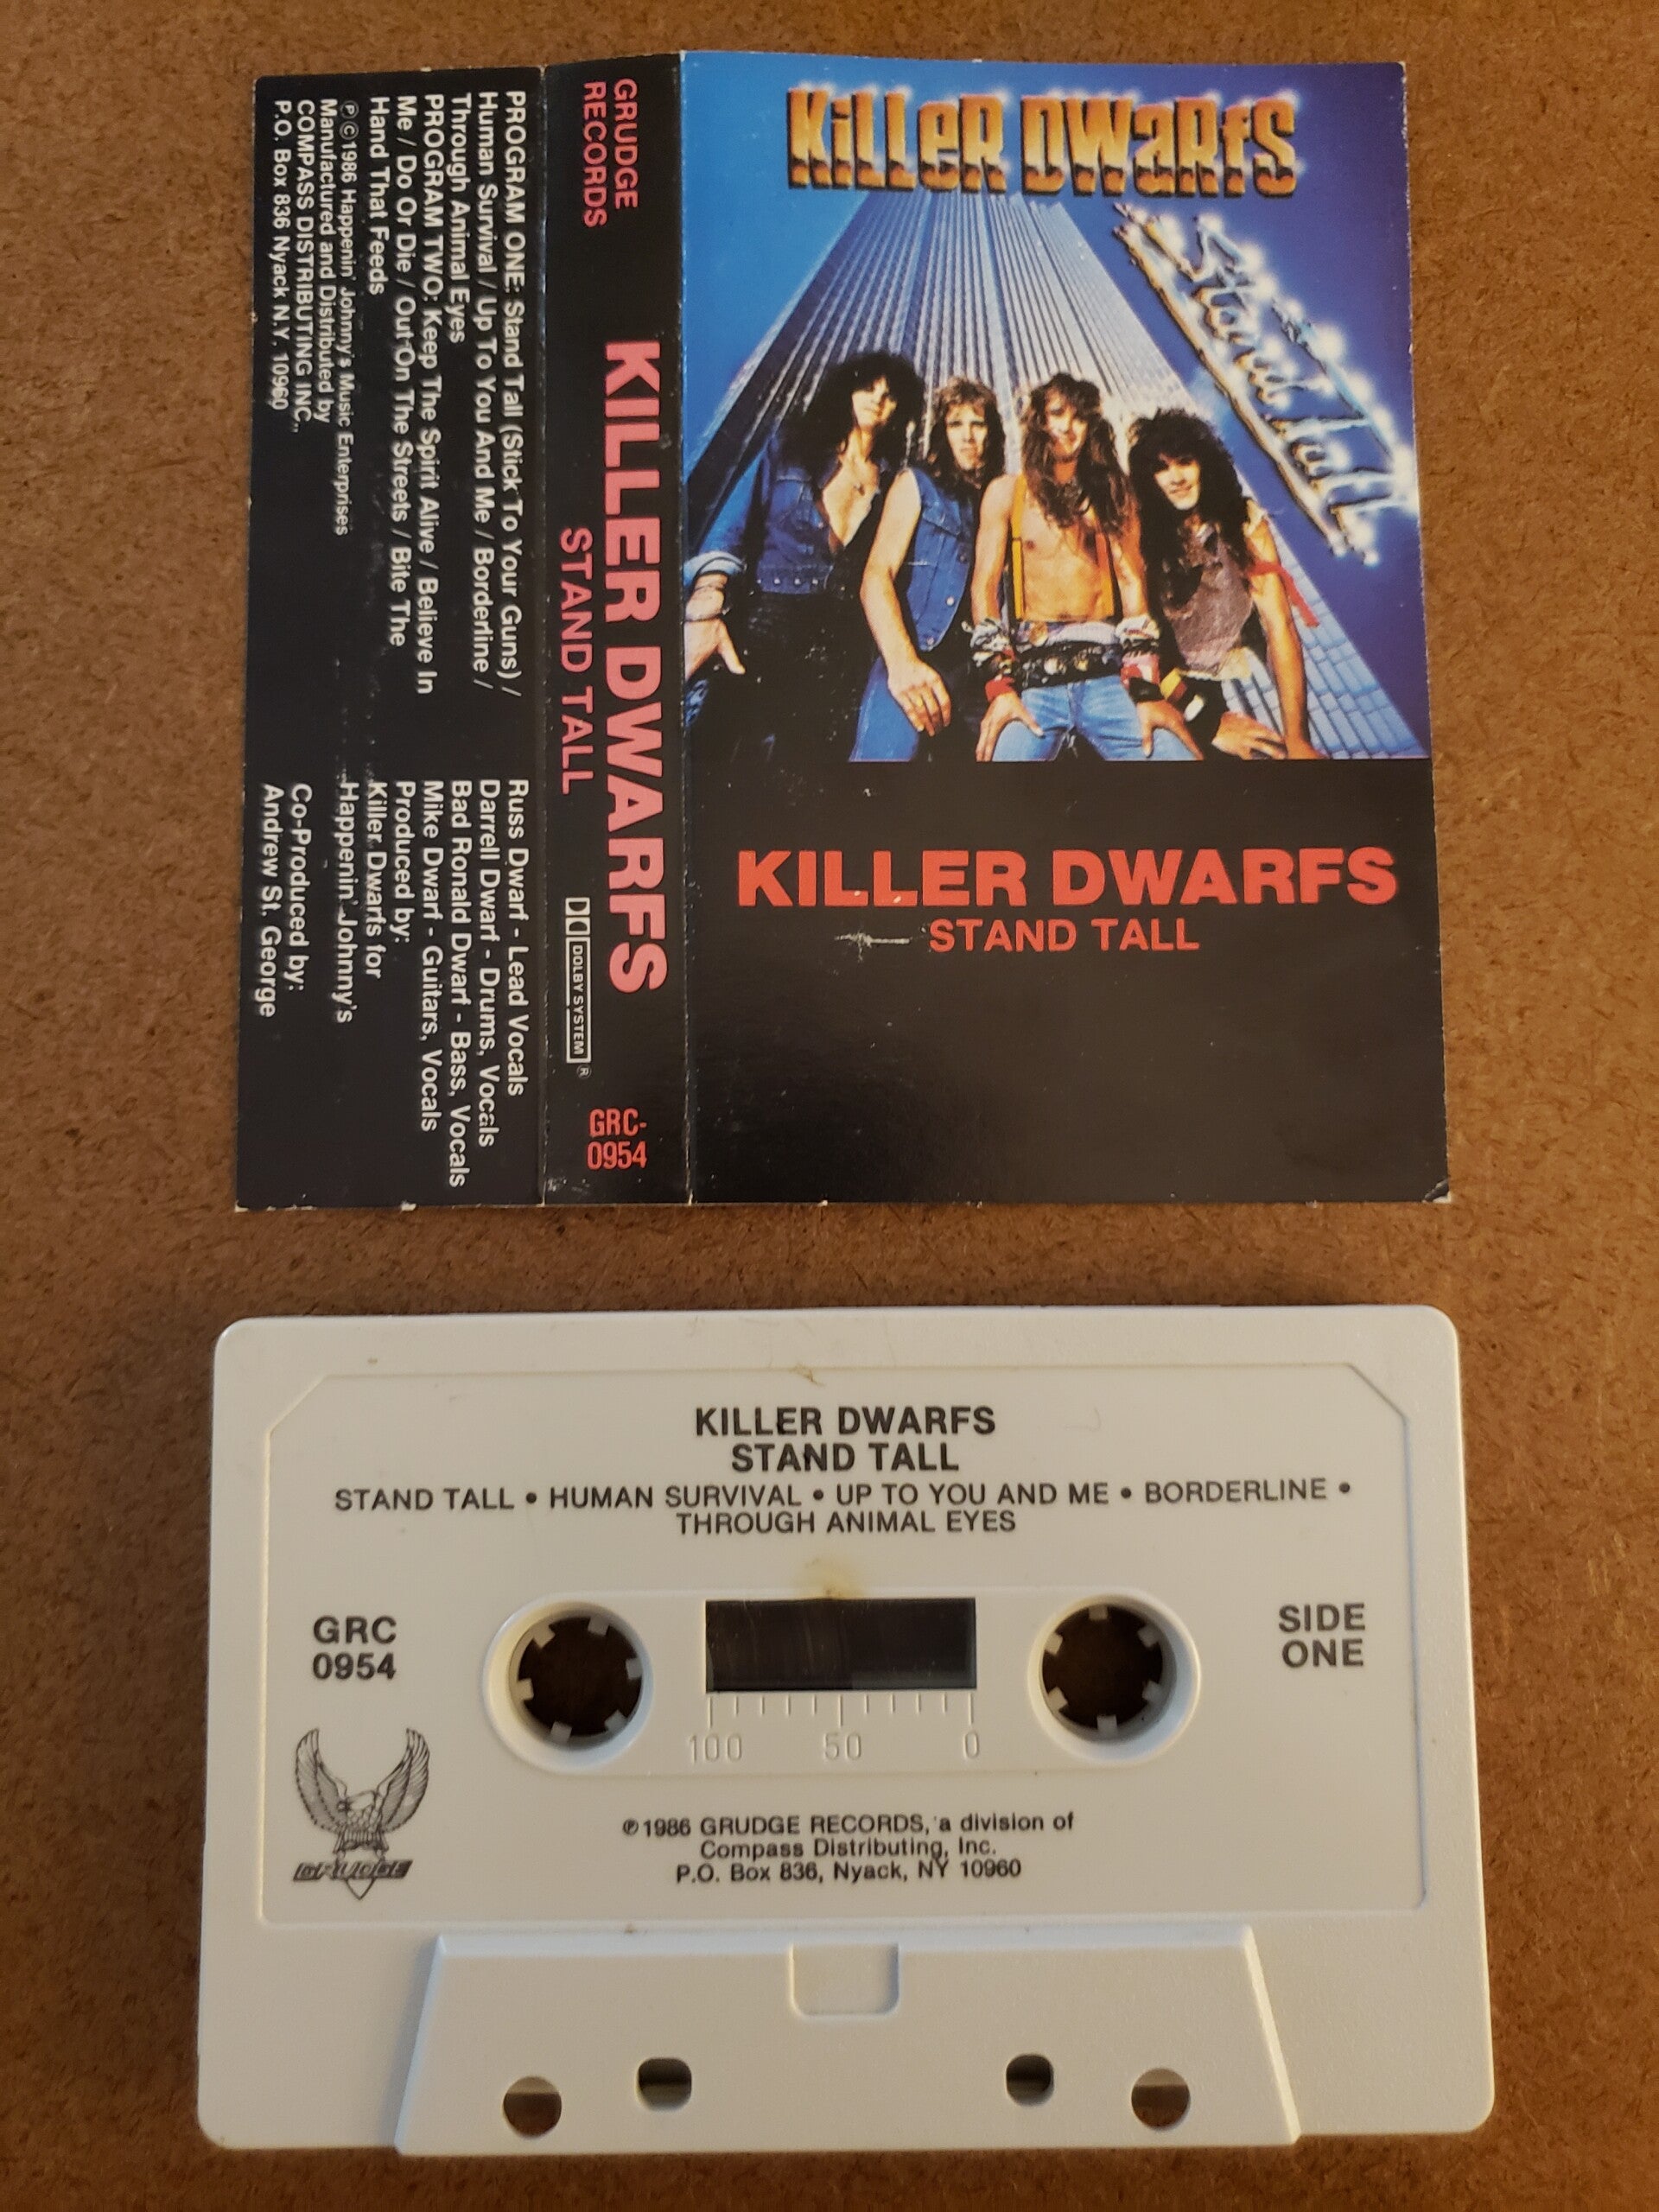 KiLLeR DWaRfS
Stand Tall
KILLER DWARFS
STAND TALL
GRUDGE
RECORDS
KILLER DWARFS
STAND TALL
DOLBY SYSTEM ®
GRC-
0954
PROGRAM ONE: Stand Tall (Stick To Your Guns) /
Human Survival / Up To You And Me / Borderline /
Through Animal Eyes
PROGRAM TWO: Keep The Spirit Alive / Believe In
Me / Do Or Die / Out On The Streets / Bite The
Hand That Feeds
℗©1986 Happenin' Johnny's Music Enterprises
Manufactured and Distributed by
COMPASS DISTRIBUTING INC.,
P.O. Box 836 Nyack N.Y. 10960
Russ Dwarf - Lead Vocals
Darrell Dwarf - Drums, Vocals
Bad Ronald Dwarf - Bass, Vocals
Mike Dwarf - Guitars, Vocals
Produced by:
Killer Dwarfs for
Happenin' Johnny's
Co-Produced by:
Andrew St. George
KILLER DWARFS
STAND TALL
STAND TALL • HUMAN SURVIVAL • UP TO YOU AND ME • BORDERLINE •
THROUGH ANIMAL EYES
GRC
0954
SIDE
ONE
100 50 0
GRUDGE
℗1986 GRUDGE RECORDS, a division of
Compass Distributing, Inc.
P.O. Box 836, Nyack, NY 10960